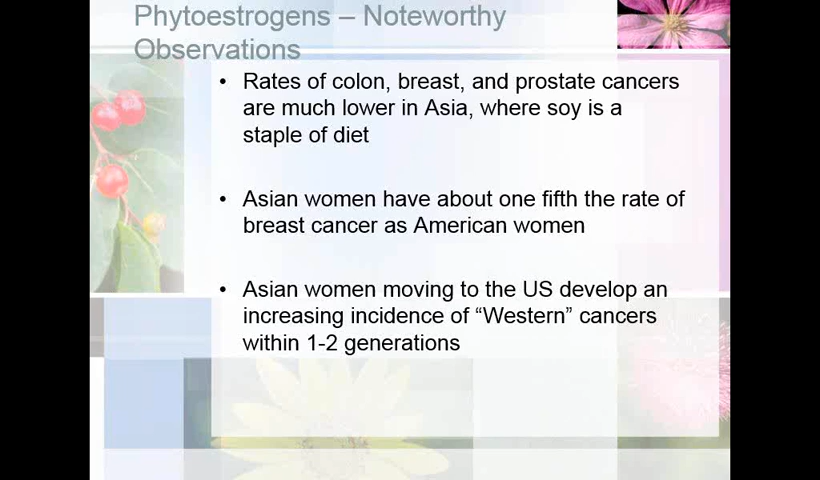 Phytoestrogens – Noteworthy
Observations
• Rates of colon, breast, and prostate cancers
are much lower in Asia, where soy is a
staple of diet
• Asian women have about one fifth the rate of
breast cancer as American women
• Asian women moving to the US develop an
increasing incidence of “Western” cancers
within 1-2 generations